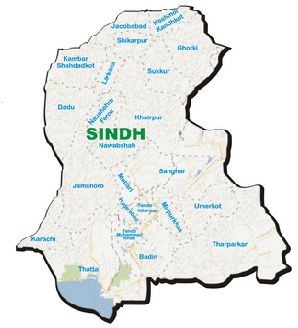 Jacobabad
Kashmor
Kandhkot
Shikarpur
Ghotki
Kambar
Shahdadkot
Larkana
Sukkur
Dadu
Naushahro
Feroz
Khairpur
SINDH
Nawabshah
Sanghar
Matiari
Jamshoro
Hyderabad
Tando
Allahyar
Mirpurkhas
Umerkot
Tando
Muhammad
Khan
Karachi
Tharparkar
Badin
Thatta